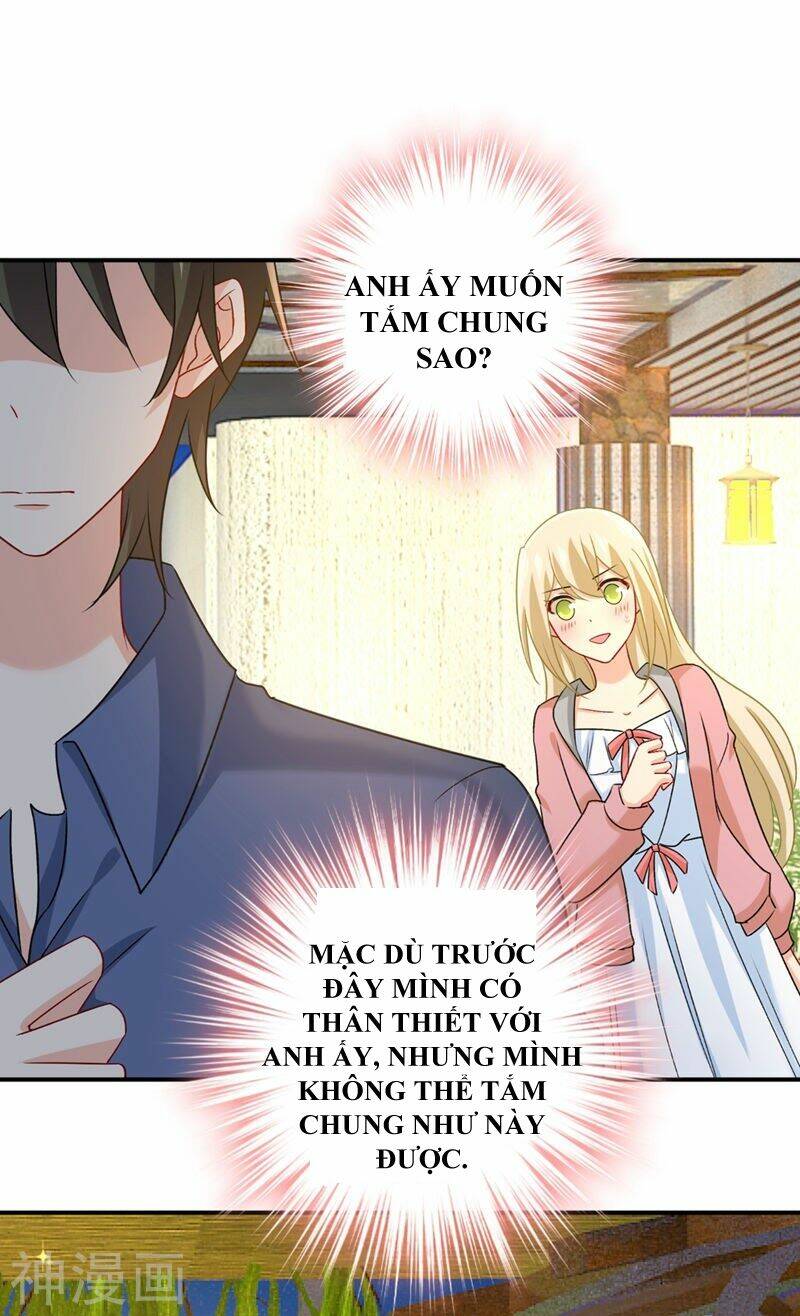 ANH ẤY MUỐN
TẮM CHUNG
SAO?
MẶC DÙ TRƯỚC
ĐÂY MÌNH CÓ
THÂN THIẾT VỚI
ANH ẤY, NHƯNG MÌNH
KHÔNG THỂ TẮM
CHUNG NHƯ NÀY
ĐƯỢC.
神漫画